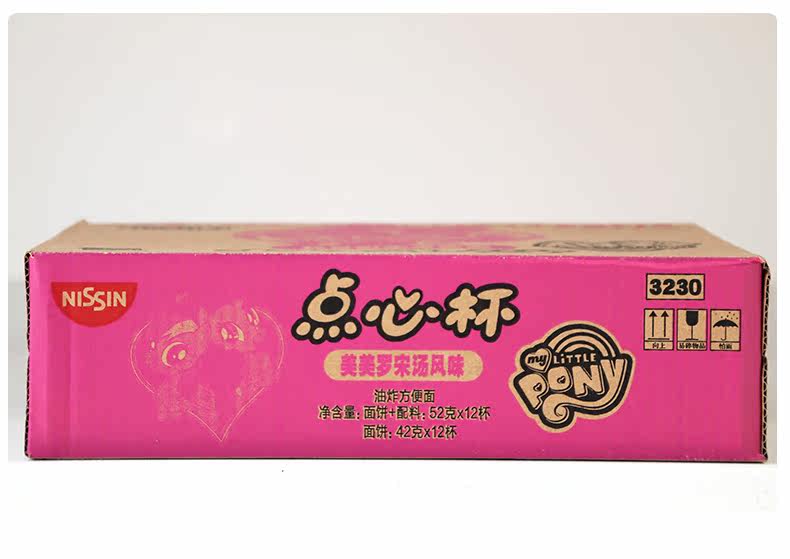 NISSIN
点心杯
美美罗宋汤风味
油炸方便面
净含量: 面饼+配料: 52克x12杯
面饼: 42克x12杯
my LiTTLE
PONY
3230
向上
易碎物品
怕雨